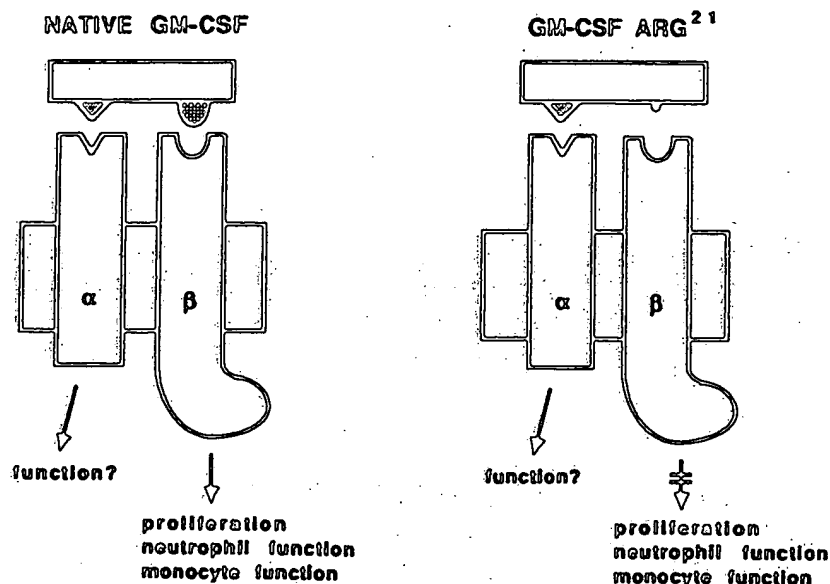 NATIVE GM-CSF
α
β
function?
proliferation
neutrophil function
monocyte function
GM-CSF ARG²¹
α
β
function?
proliferation
neutrophil function
monocyte function